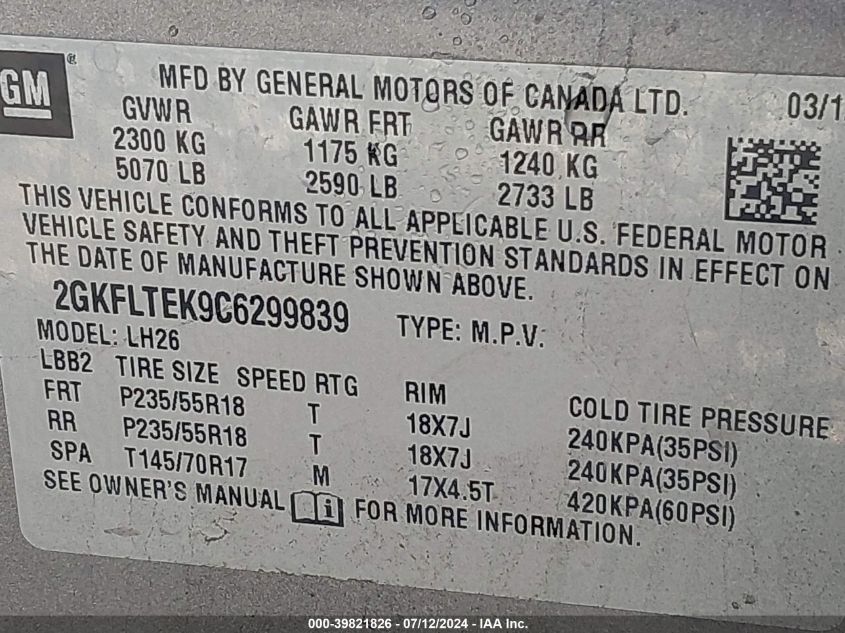 GM ®
MFD BY GENERAL MOTORS OF CANADA LTD. 03/1
GVWR GAWR FRT GAWR RR
2300 KG 1175 KG 1240 KG
5070 LB 2590 LB 2733 LB
THIS VEHICLE CONFORMS TO ALL APPLICABLE U.S. FEDERAL MOTOR
VEHICLE SAFETY AND THEFT PREVENTION STANDARDS IN EFFECT ON
THE DATE OF MANUFACTURE SHOWN ABOVE.
2GKFLTEK9C6299839 TYPE: M.P.V.
MODEL: LH26
LBB2 TIRE SIZE SPEED RTG RIM COLD TIRE PRESSURE
FRT P235/55R18 T 18X7J 240KPA(35PSI)
RR P235/55R18 T 18X7J 240KPA(35PSI)
SPA T145/70R17 M 17X4.5T 420KPA(60PSI)
SEE OWNER'S MANUAL i FOR MORE INFORMATION.
000-39821826 - 07/12/2024 - IAA Inc.